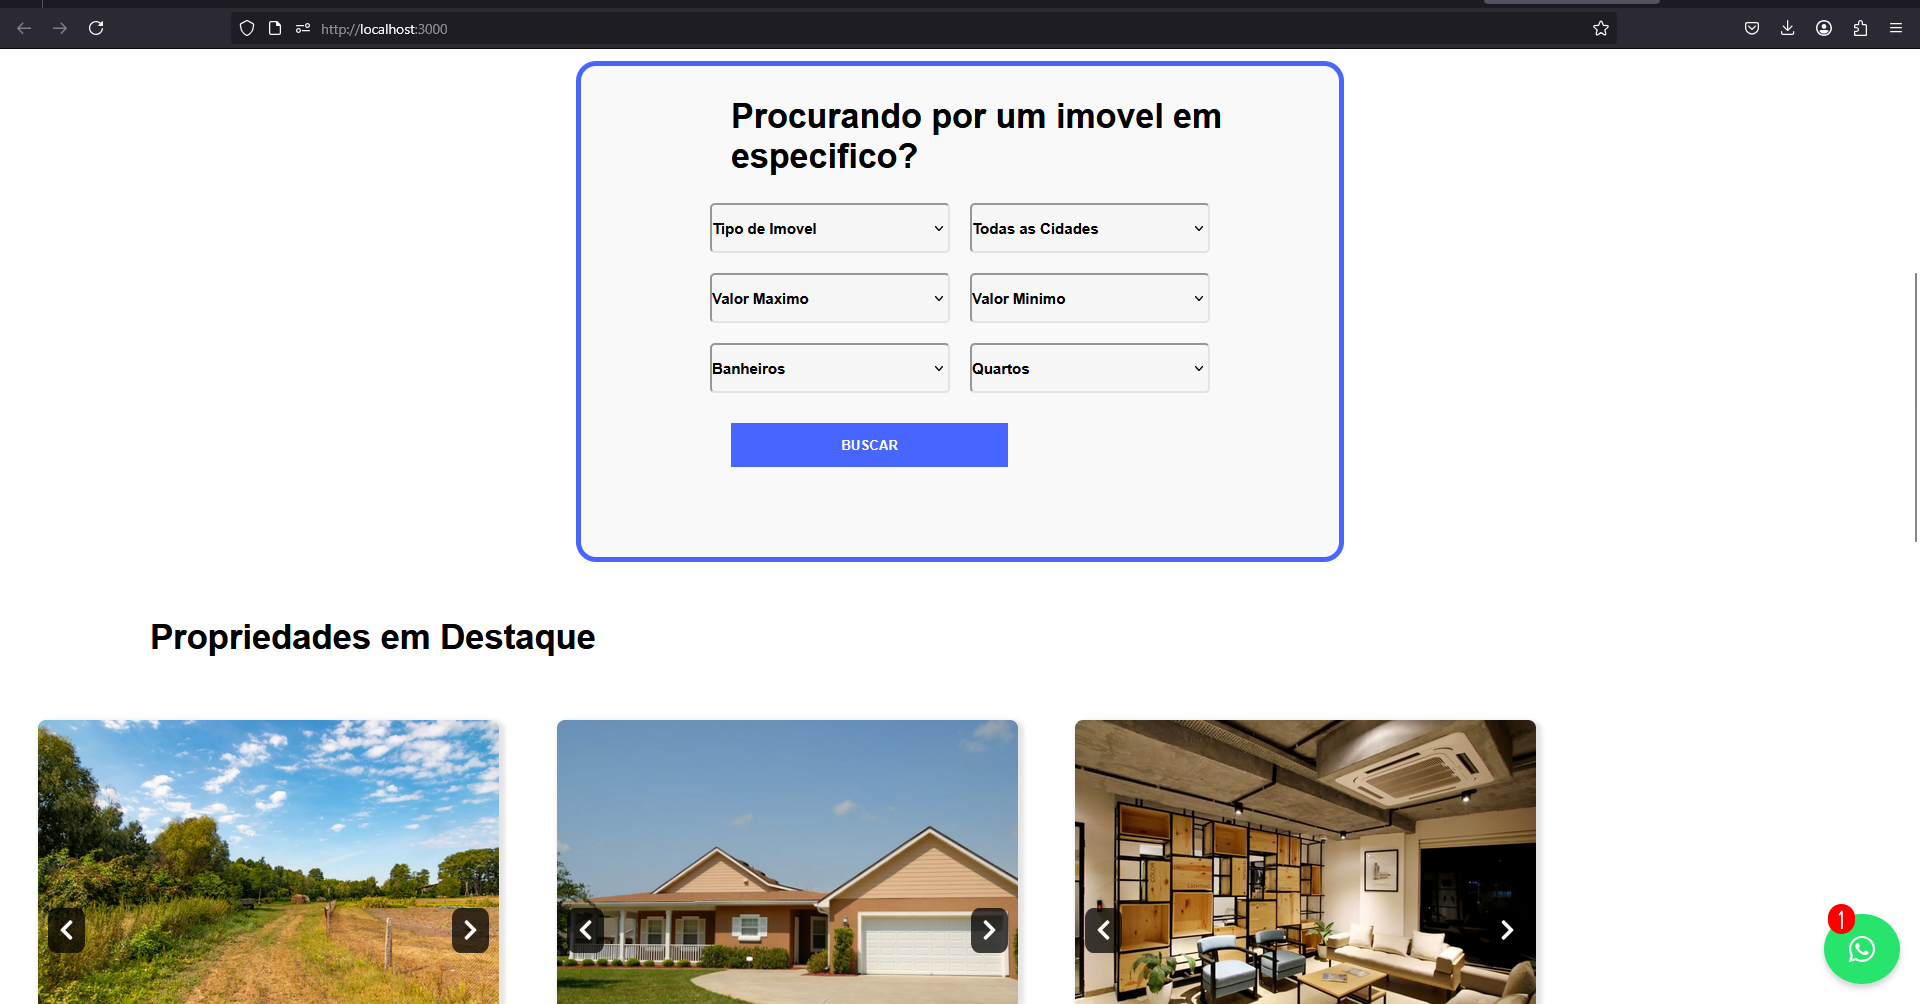 http://localhost:3000
Procurando por um imovel em
especifico?
Tipo de Imovel
Todas as Cidades
Valor Maximo
Valor Minimo
Banheiros
Quartos
BUSCAR
Propriedades em Destaque
1